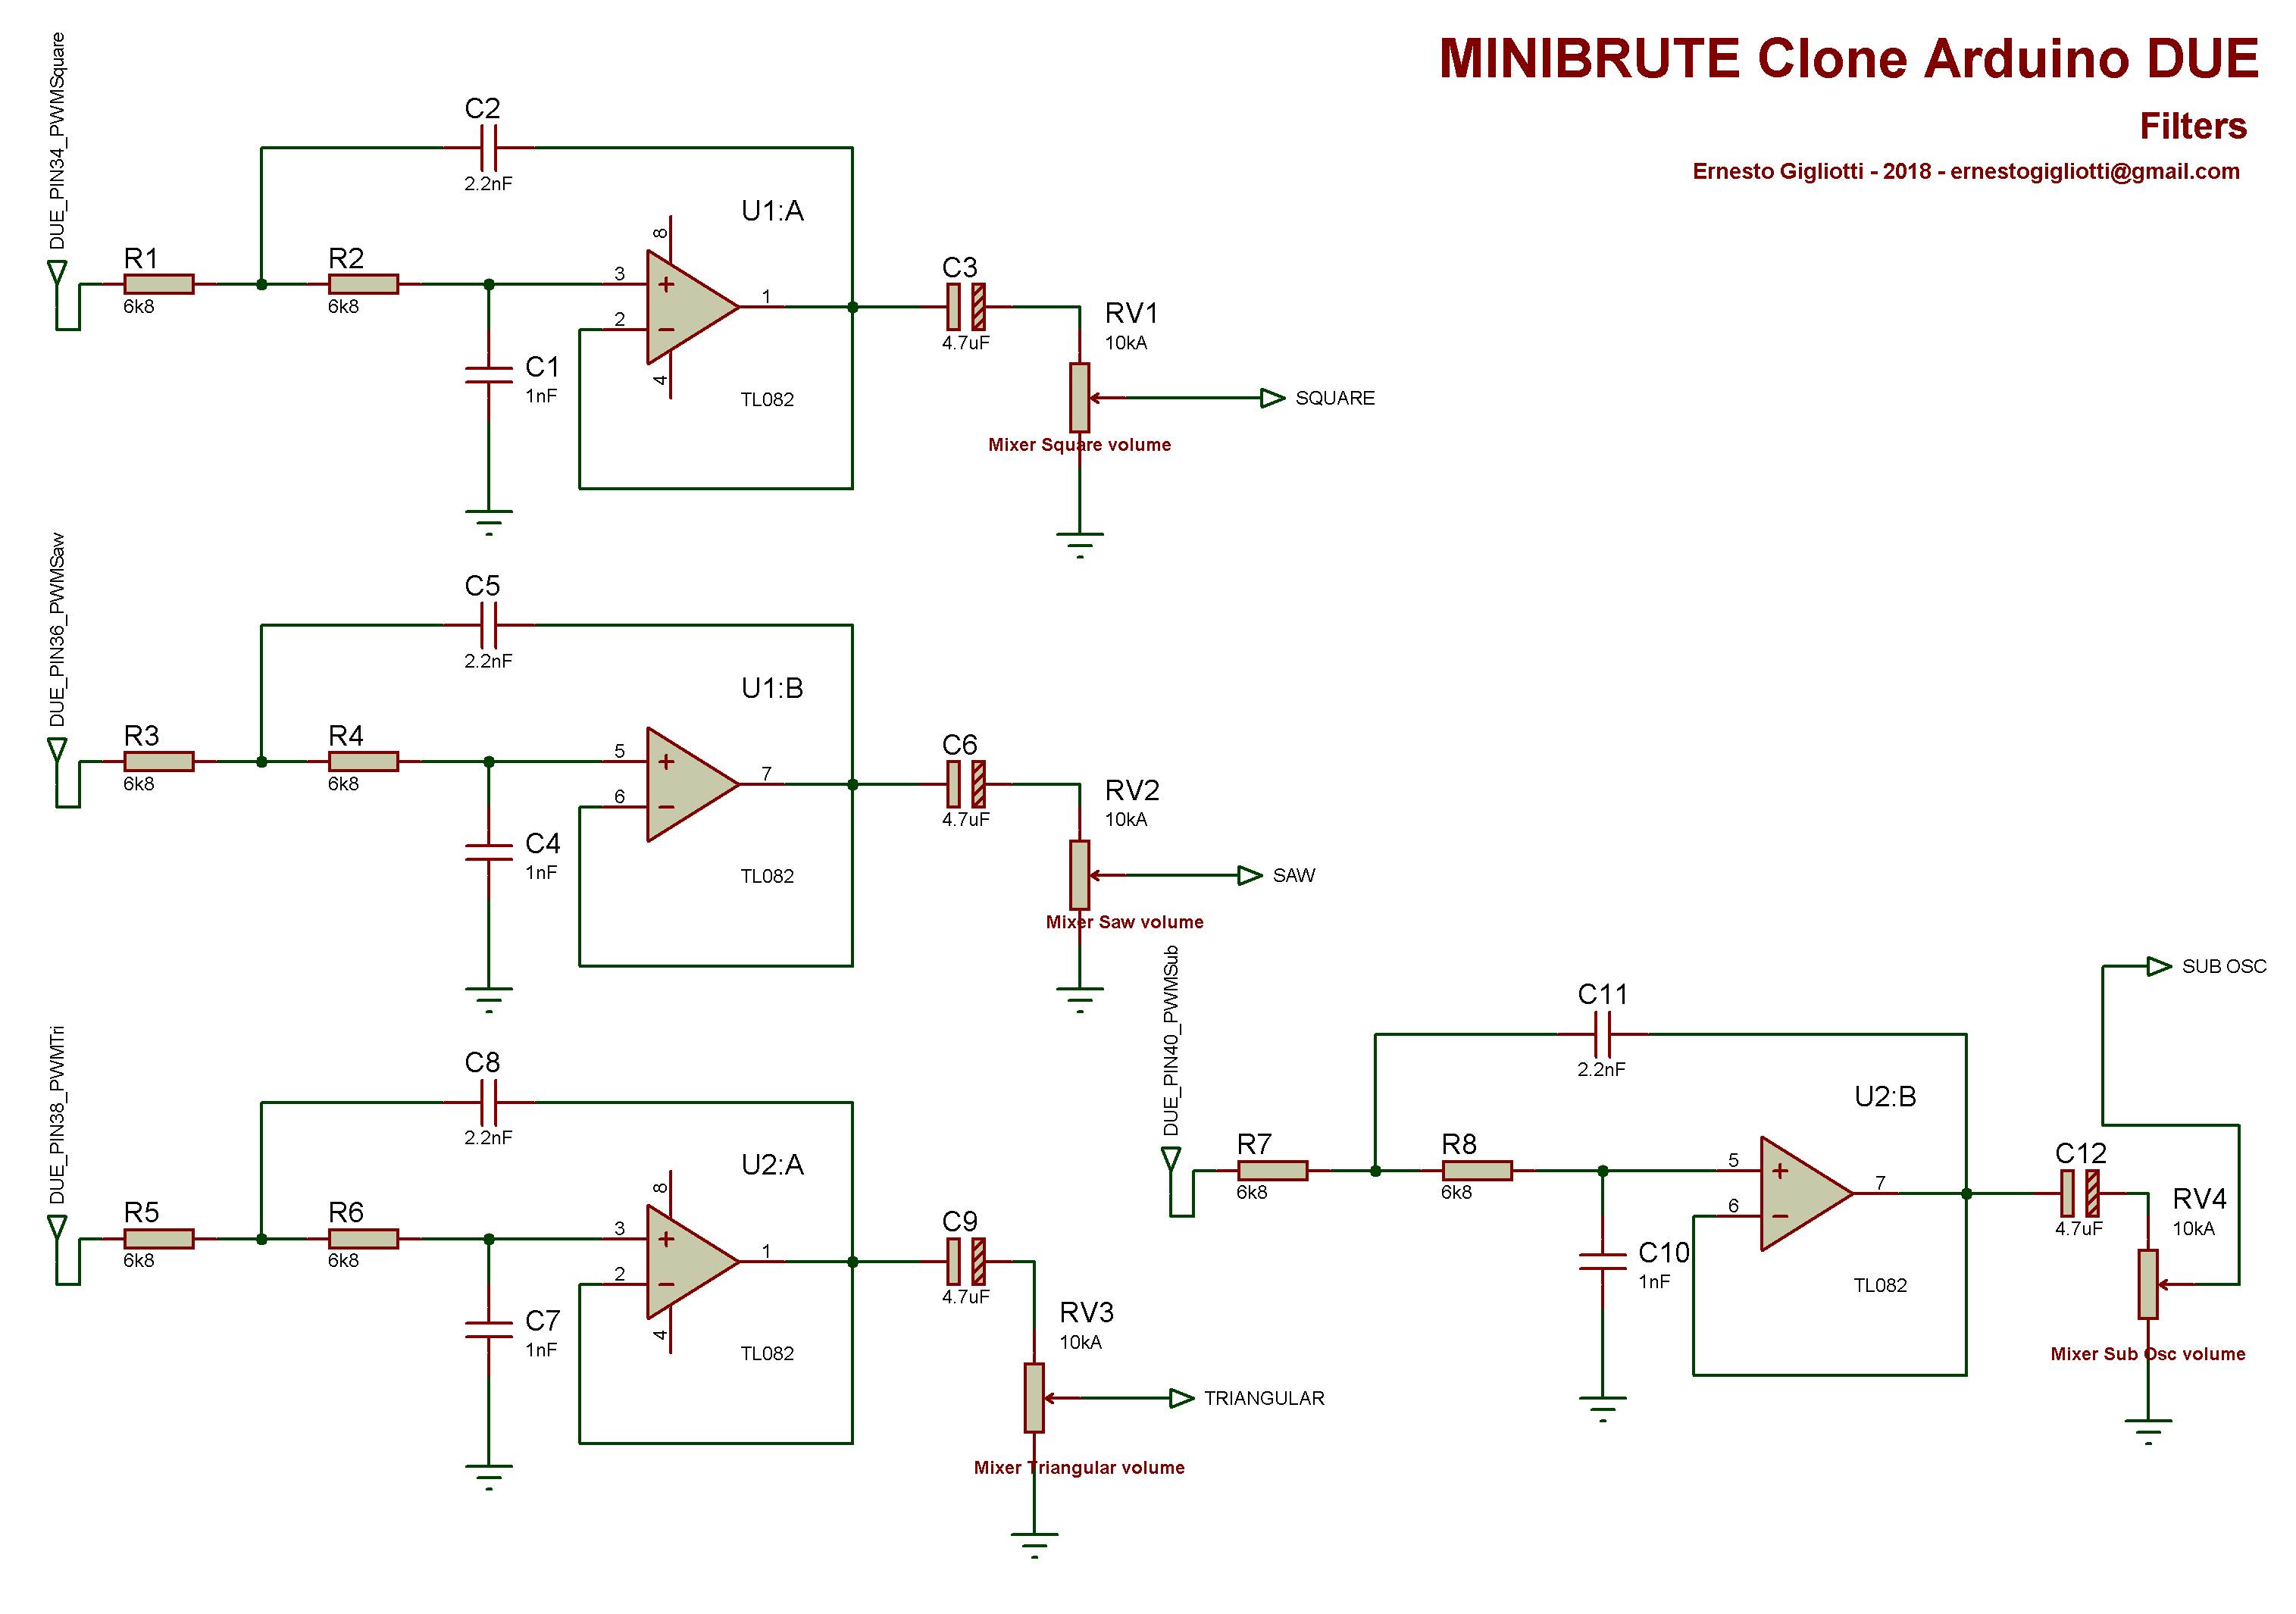 MINIBRUTE Clone Arduino DUE
Filters
Ernesto Gigliotti - 2018 - ernestogigliotti@gmail.com
DUE_PIN34_PWMSquare
C2
2.2nF
U1:A
R1
6k8
R2
6k8
8
3
2
1
4
C1
1nF
TL082
C3
4.7uF
RV1
10kA
SQUARE
Mixer Square volume
DUE_PIN36_PWMSaw
C5
2.2nF
U1:B
R3
6k8
R4
6k8
5
6
7
C4
1nF
TL082
C6
4.7uF
RV2
10kA
SAW
Mixer Saw volume
DUE_PIN38_PWMTri
C8
2.2nF
U2:A
R5
6k8
R6
6k8
8
3
2
1
4
C7
1nF
TL082
C9
4.7uF
RV3
10kA
TRIANGULAR
Mixer Triangular volume
DUE_PIN40_PWMSub
C11
2.2nF
U2:B
R7
6k8
R8
6k8
5
6
7
C10
1nF
TL082
C12
4.7uF
RV4
10kA
SUB OSC
Mixer Sub Osc volume